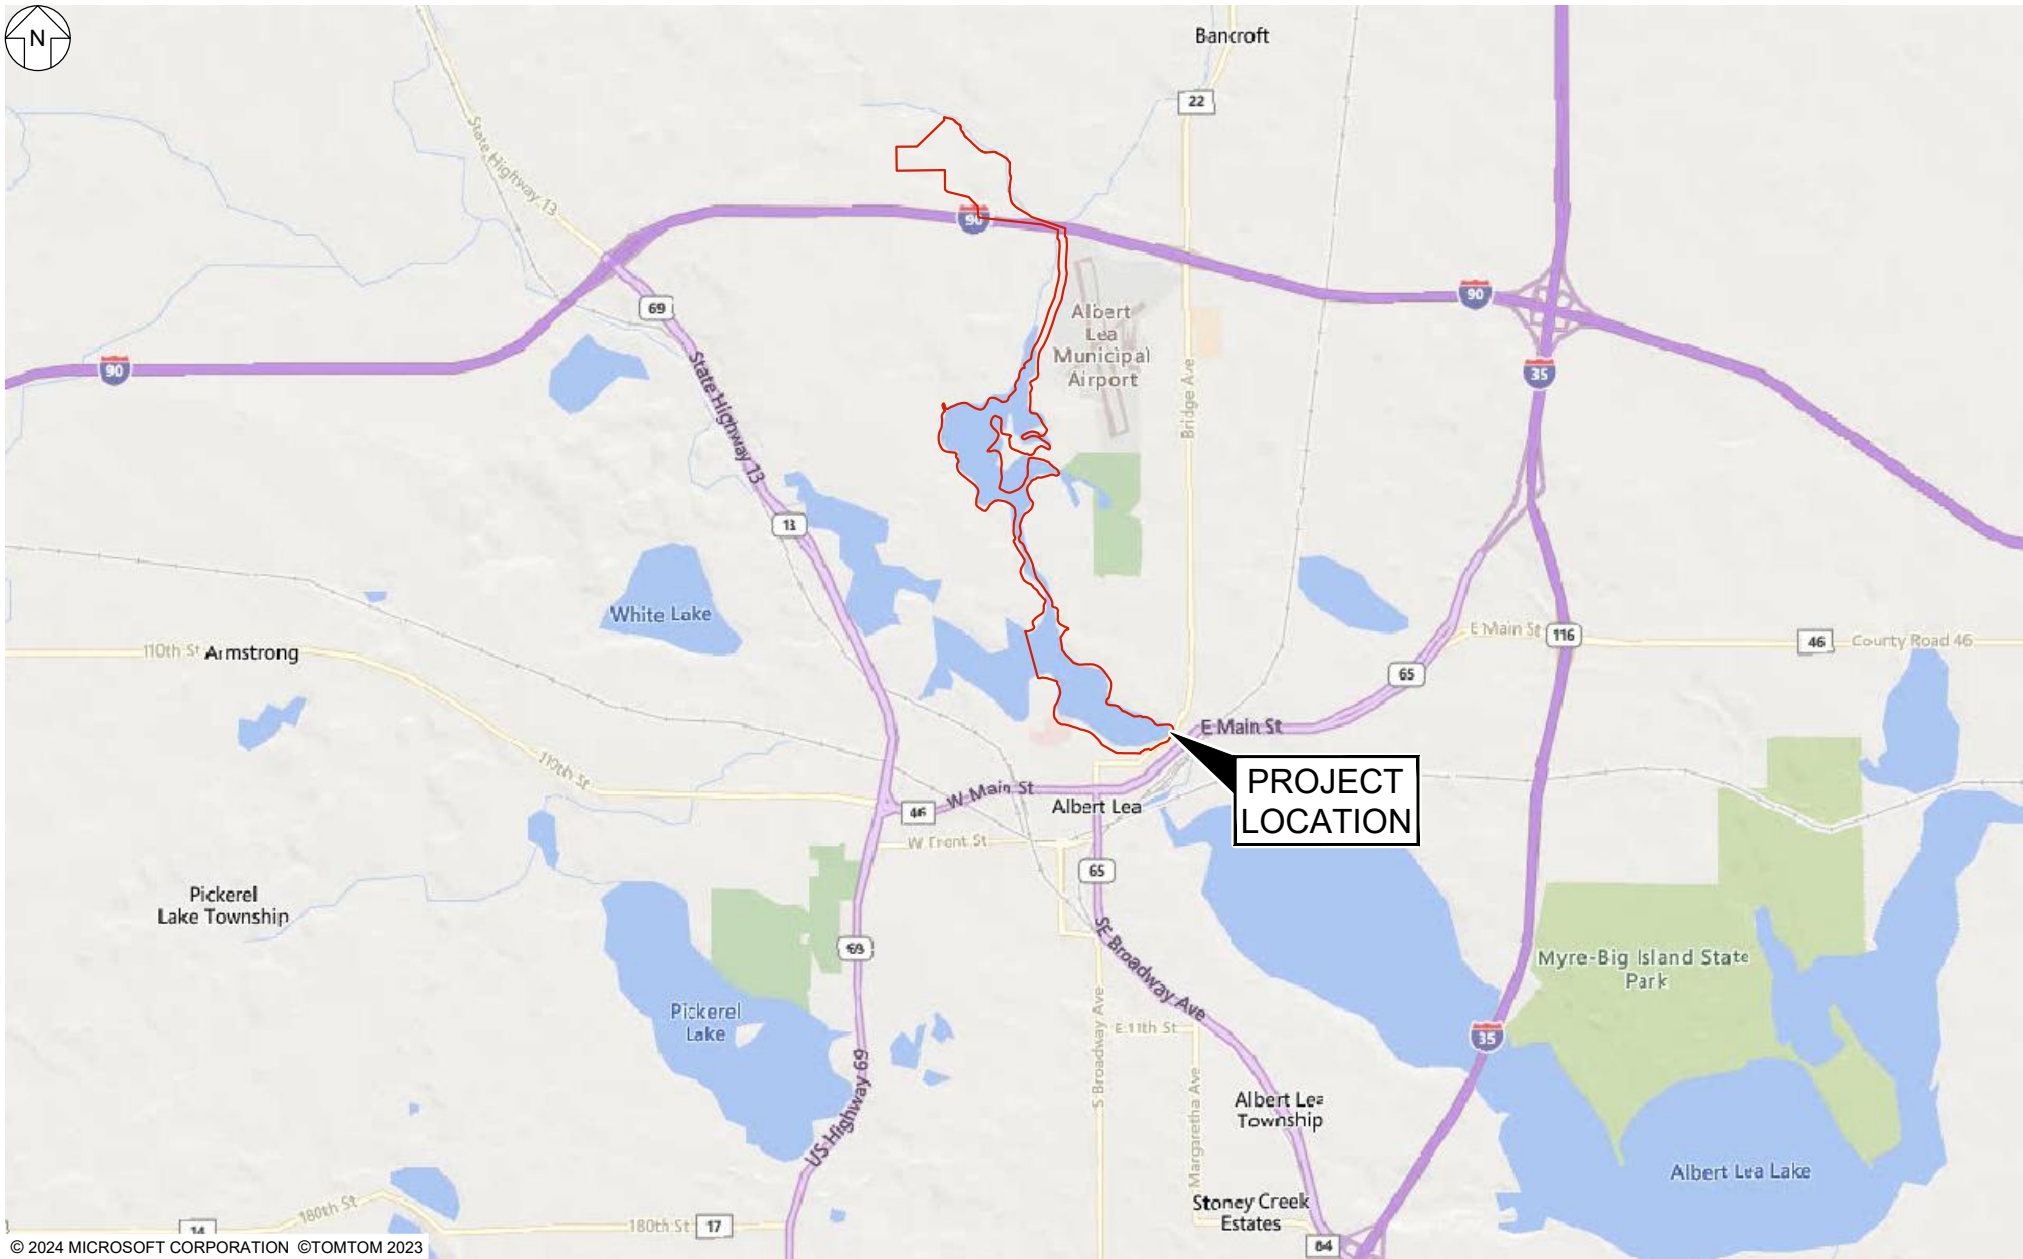 N
Bancroft
22
State Highway 13
90
69
90
90
Albert
Lea
Municipal
Airport
35
State Highway 13
Bridge Ave
13
White Lake
110th St
Armstrong
E Main St
116
46
County Road 46
65
E Main St
110th St
PROJECT
LOCATION
W Main St
46
Albert Lea
W Front St
65
Pickerel
Lake Township
69
SE Broadway Ave
Myre-Big Island State
Park
Pickerel
Lake
S Broadway Ave
E 11th St
35
US Highway 69
Margaretha Ave
Albert Lea
Township
Albert Lea Lake
Stoney Creek
Estates
180th St
14
180th St
17
84
© 2024 MICROSOFT CORPORATION ©TOMTOM 2023